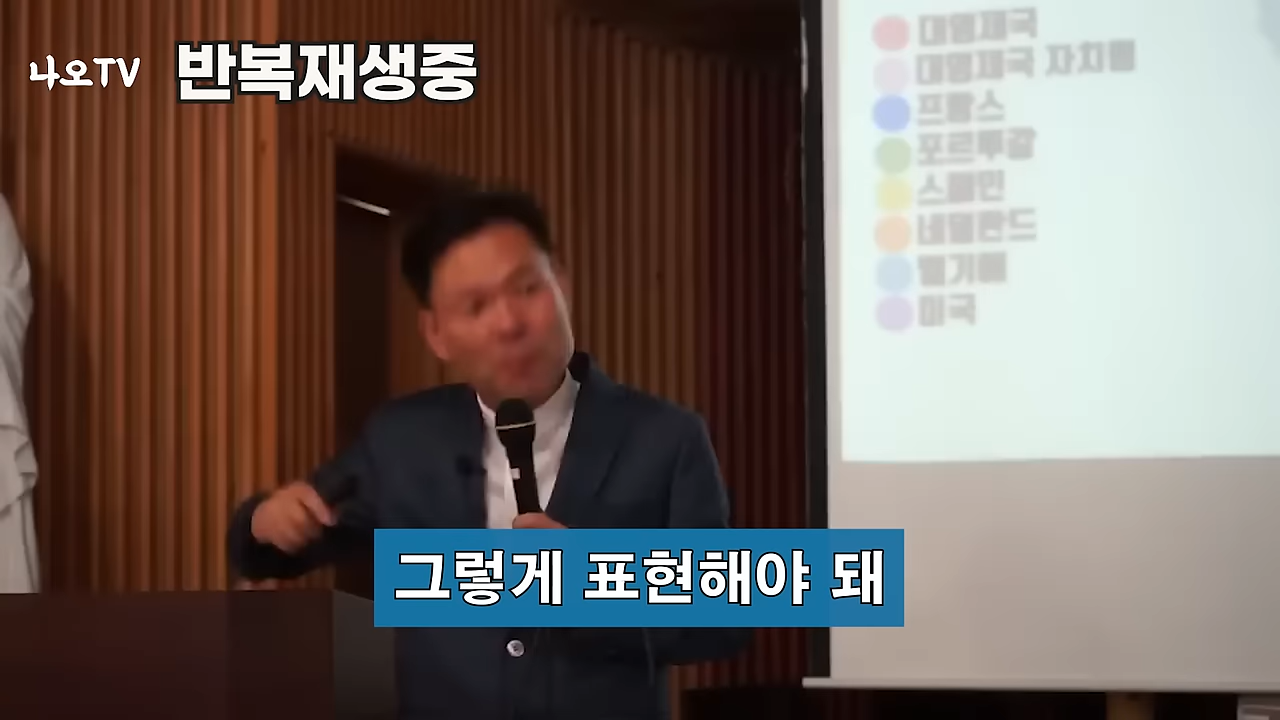 나오TV 반복재생중
대영제국
대영제국 자치령
프랑스
포르투갈
스페인
네덜란드
벨기에
미국
그렇게 표현해야 돼